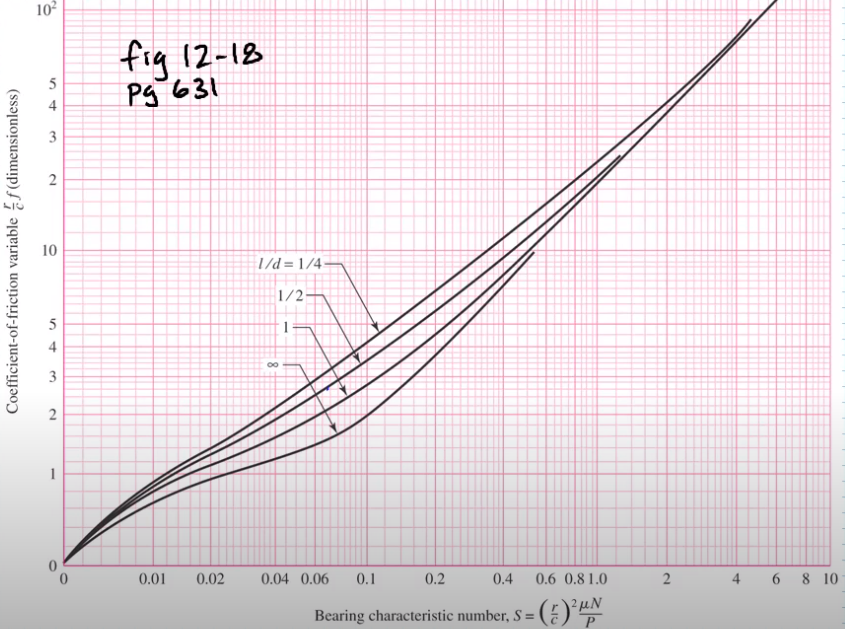 10²
fig 12-18
pg 631
5
4
3
2
10
l/d = 1/4
1/2
1
∞
5
4
3
2
1
0
Coefficient-of-friction variable r/c f (dimensionless)
0 0.01 0.02 0.04 0.06 0.1 0.2 0.4 0.6 0.8 1.0 2 4 6 8 10
Bearing characteristic number, S = (r/c)² μN/P